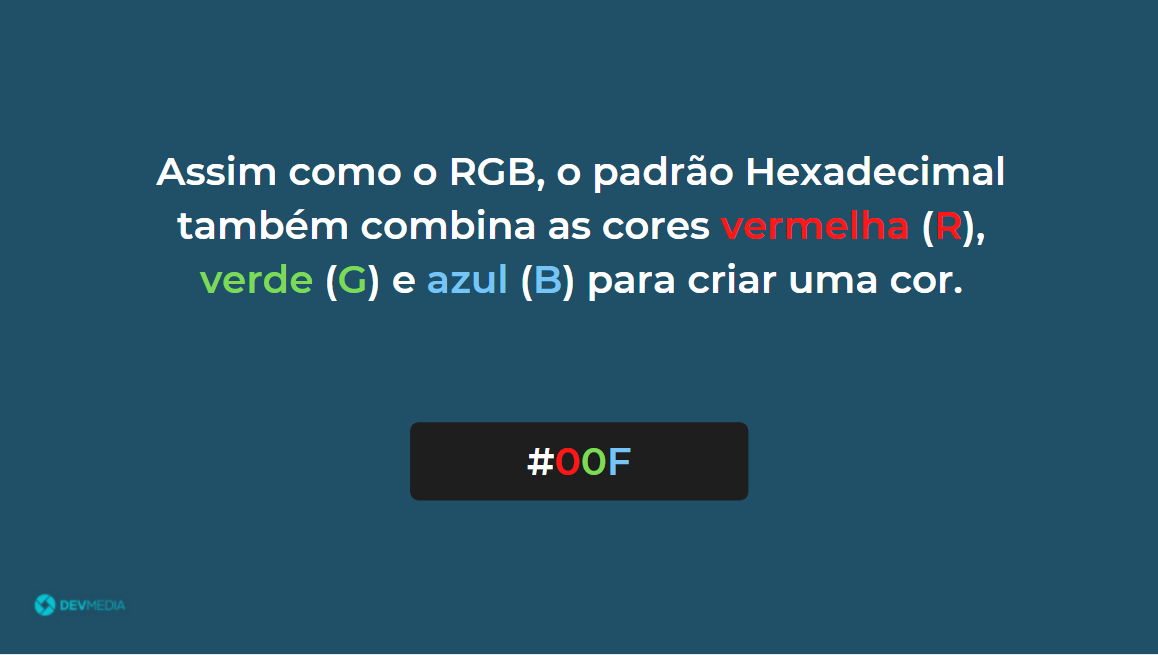 Assim como o RGB, o padrão Hexadecimal
também combina as cores vermelha (R),
verde (G) e azul (B) para criar uma cor.
#00F
DEVMEDIA